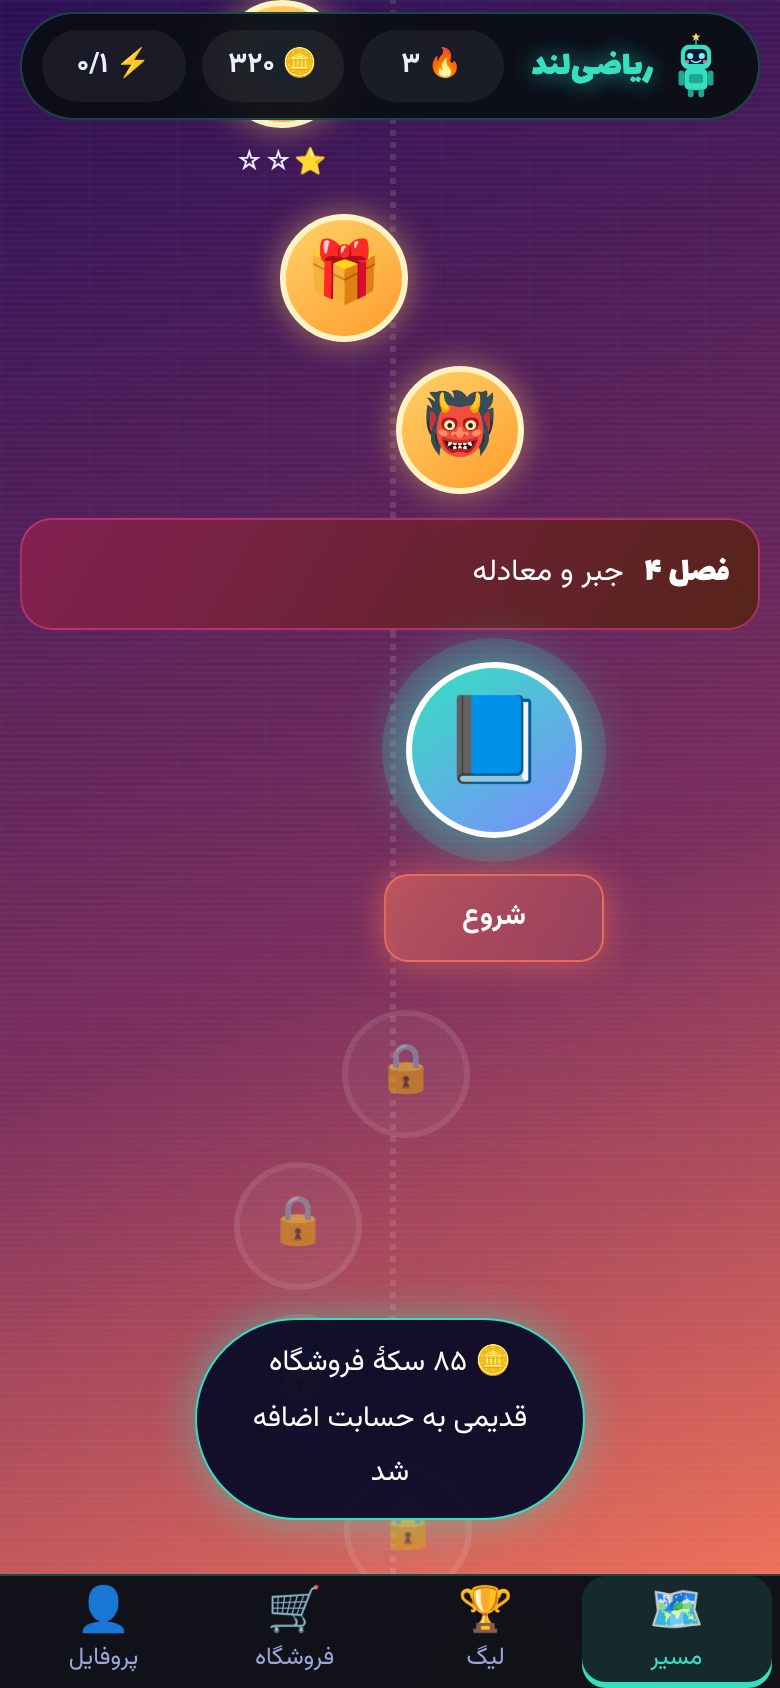 ریاضی‌لند
۳
۳۲۰
۰/۱
فصل ۴ جبر و معادله
شروع
۸۵ سکهٔ فروشگاه
قدیمی به حسابت اضافه
شد
مسیر
لیگ
فروشگاه
پروفایل